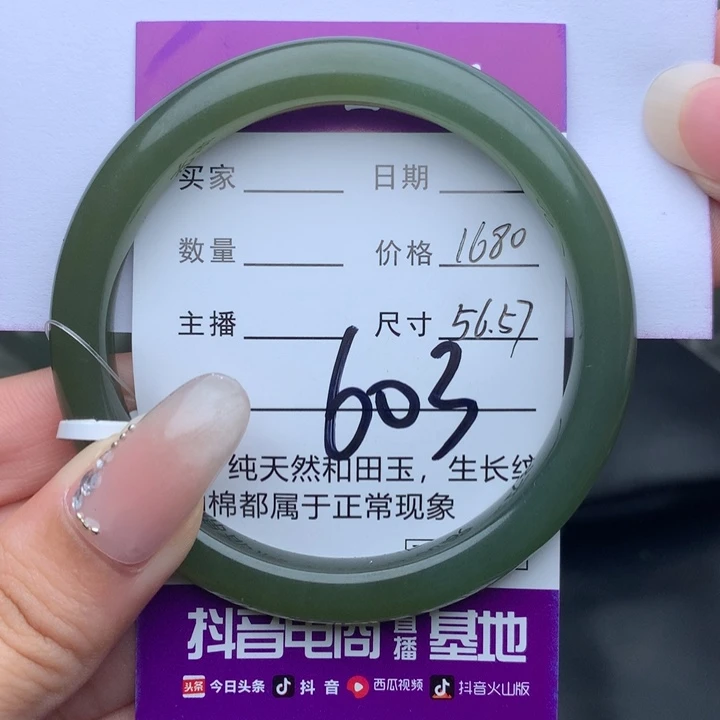 买家 日期
数量 价格 1680
主播 尺寸 56.57
603
纯天然和田玉，生长纹
棉都属于正常现象
抖音电商直播基地
头条 今日头条 抖音 西瓜视频 抖音火山版